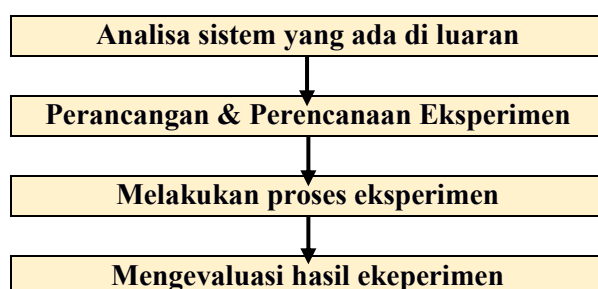 Analisa sistem yang ada di luaran
Perancangan & Perencanaan Eksperimen
Melakukan proses eksperimen
Mengevaluasi hasil ekeperimen